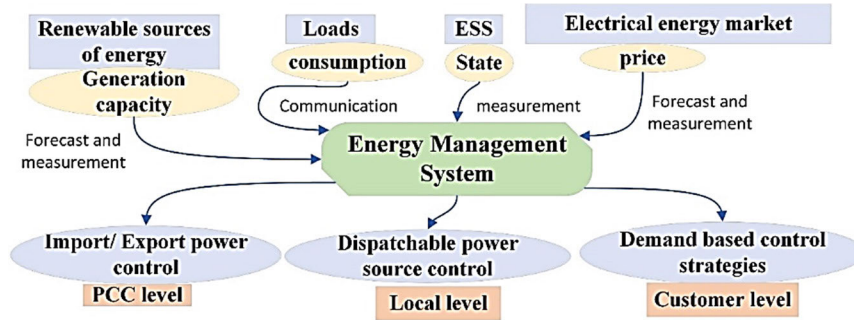 Renewable sources
of energy
Generation
capacity
Loads
consumption
ESS
State
Electrical energy market
price
Forecast and
measurement
Communication
measurement
Forecast and
measurement
Energy Management
System
Import/ Export power
control
PCC level
Dispatchable power
source control
Local level
Demand based control
strategies
Customer level